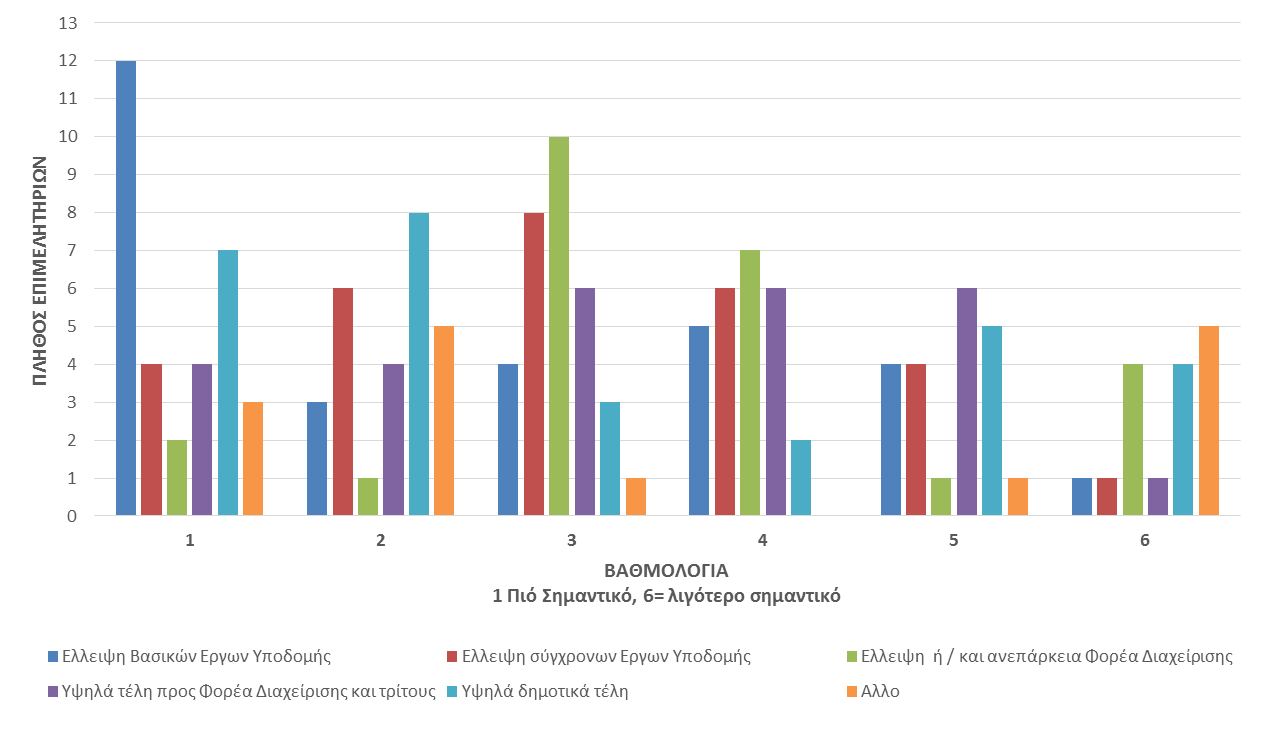 13
12
11
10
9
8
7
6
5
4
3
2
1
0
ΠΛΗΘΟΣ ΕΠΙΜΕΛΗΤΗΡΙΩΝ
1 2 3 4 5 6
ΒΑΘΜΟΛΟΓΙΑ
1 Πιό Σημαντικό, 6= λιγότερο σημαντικό
Ελλειψη Βασικών Εργων Υποδομής
Ελλειψη σύγχρονων Εργων Υποδομής
Ελλειψη ή / και ανεπάρκεια Φορέα Διαχείρισης
Υψηλά τέλη προς Φορέα Διαχείρισης και τρίτους
Υψηλά δημοτικά τέλη
Αλλο